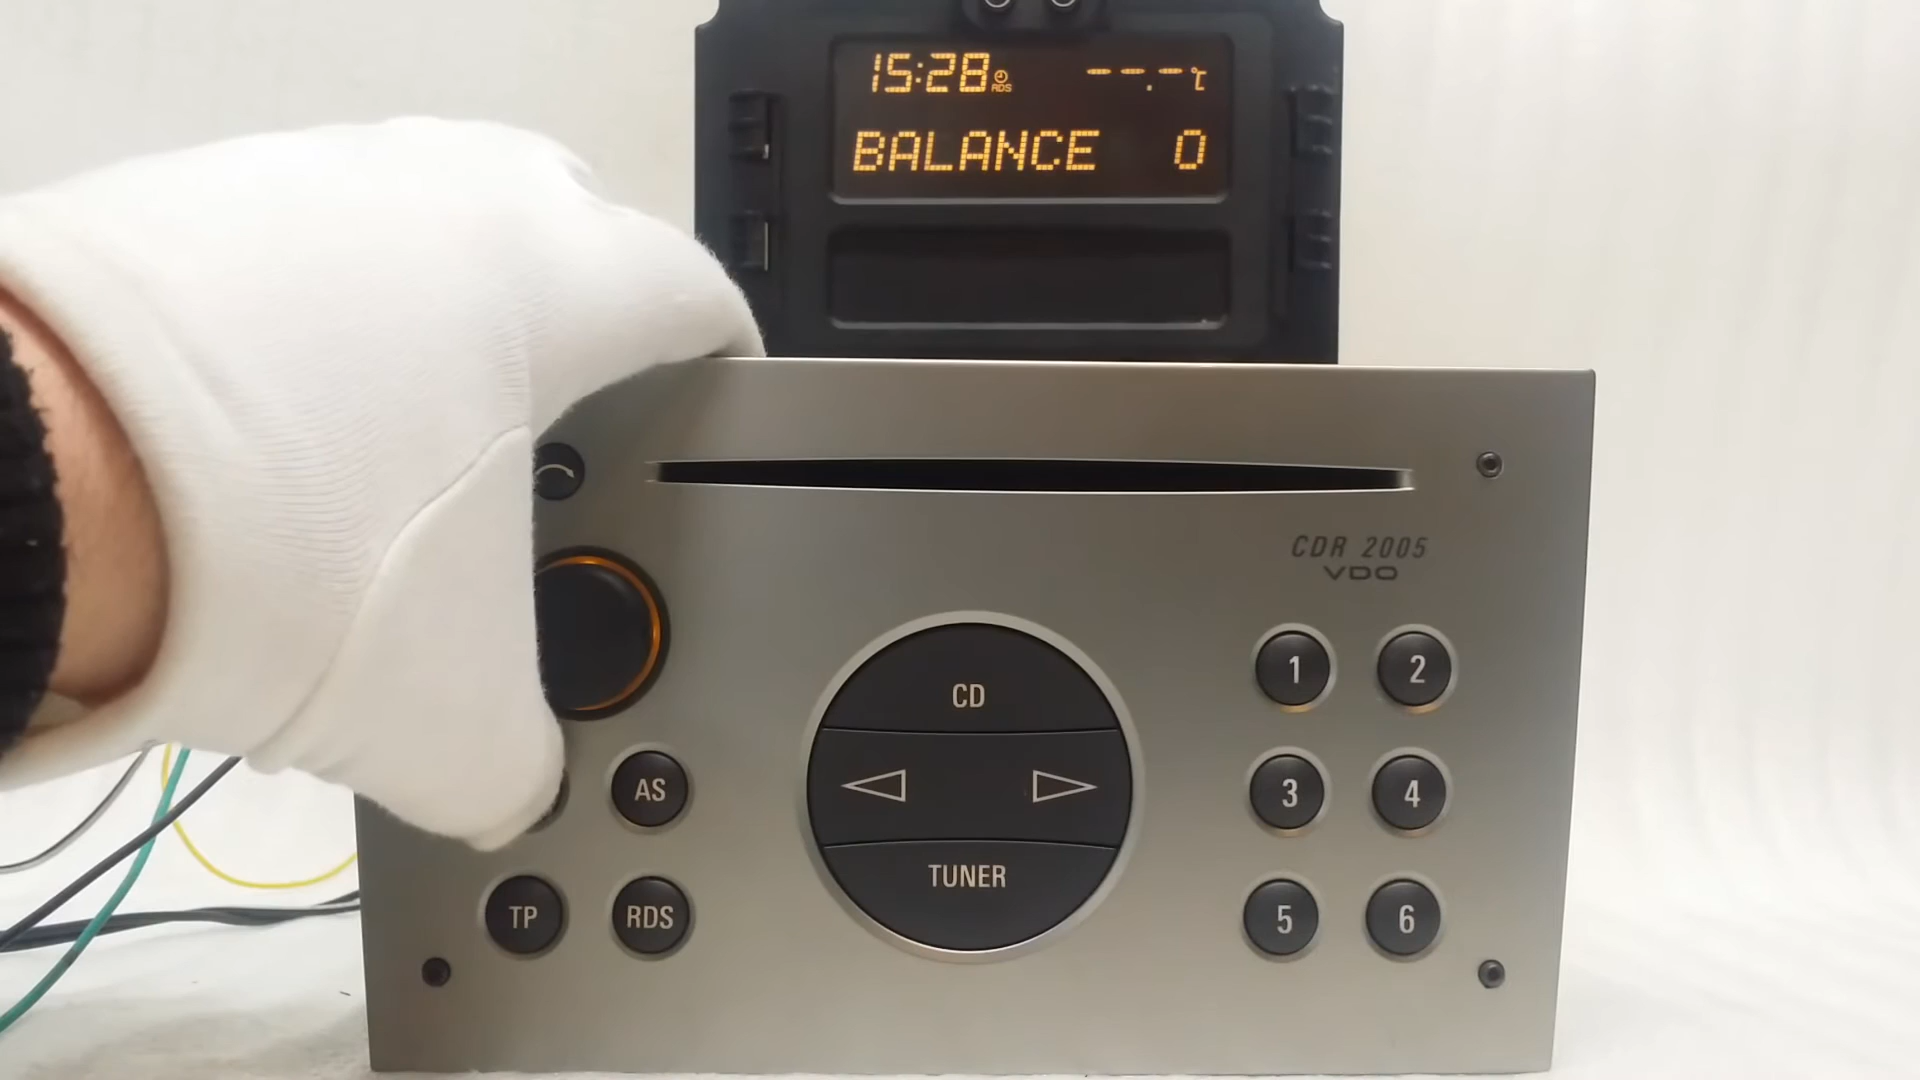 15:28 RDS --.-°C
BALANCE 0
CDR 2005
VDO
1 2
CD
AS
3 4
TUNER
TP RDS
5 6